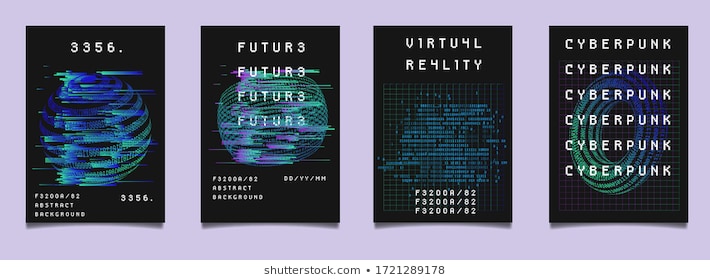 3356.
F3200A/82
ABSTRACT
BACKGROUND
3356.
FUTUR3
FUTUR3
FUTUR3
FUTUR3
F3200A/82
ABSTRACT
BACKGROUND
DD/YY/MM
V1RTU4L
RE4L1TY
F3200A/82
F3200A/82
F3200A/82
CYBERPUNK
CYBERPUNK
CYBERPUNK
CYBERPUNK
CYBERPUNK
CYBERPUNK
shutterstock.com • 1721289178